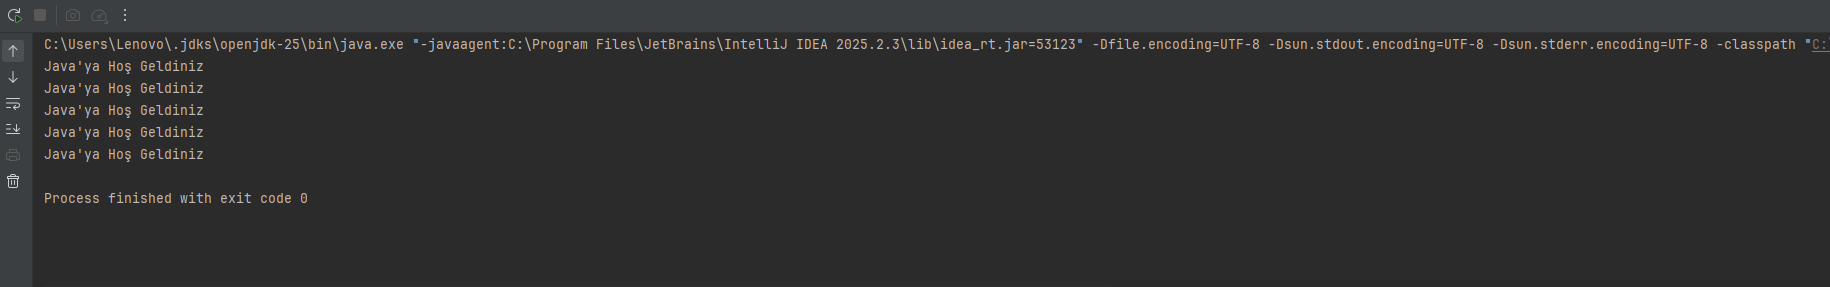 C:\Users\Lenovo\.jdks\openjdk-25\bin\java.exe "-javaagent:C:\Program Files\JetBrains\IntelliJ IDEA 2025.2.3\lib\idea_rt.jar=53123" -Dfile.encoding=UTF-8 -Dsun.stdout.encoding=UTF-8 -Dsun.stderr.encoding=UTF-8 -classpath "C:
Java'ya Hoş Geldiniz
Java'ya Hoş Geldiniz
Java'ya Hoş Geldiniz
Java'ya Hoş Geldiniz
Java'ya Hoş Geldiniz
Process finished with exit code 0